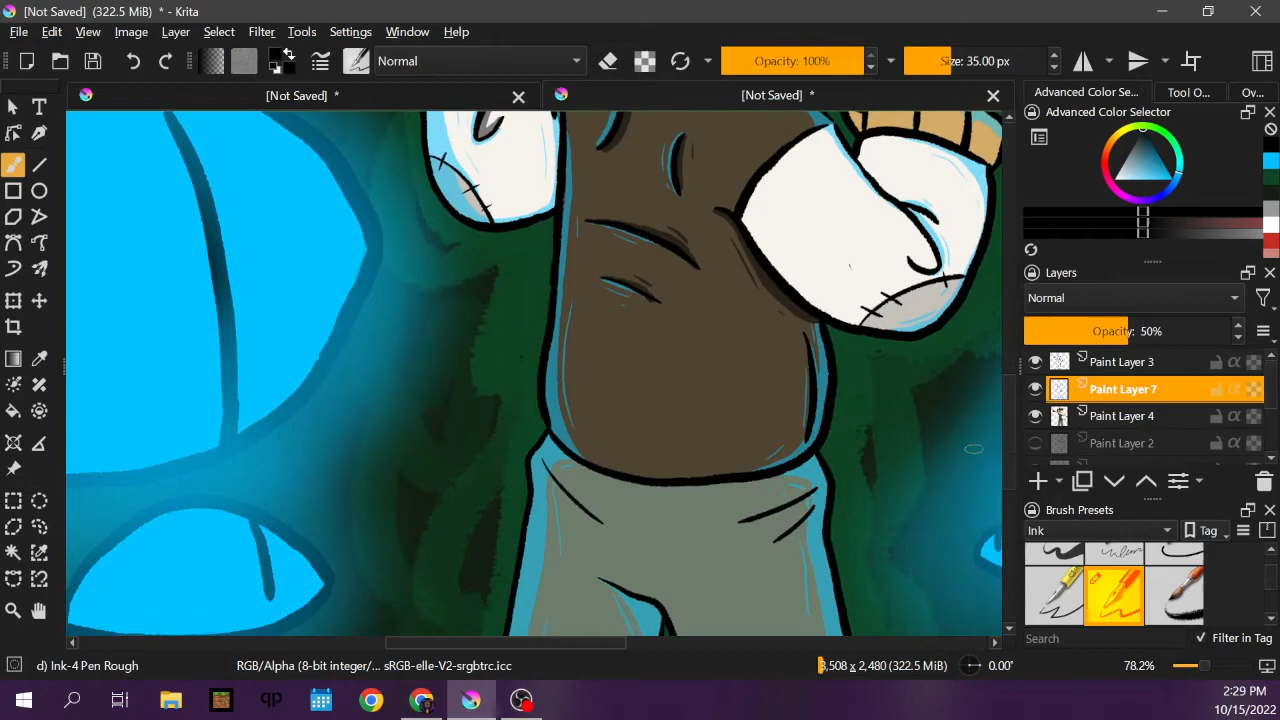 [Not Saved] (322.5 MiB) * - Krita
File Edit View Image Layer Select Filter Tools Settings Window Help
Normal
Opacity: 100%
Size: 35.00 px
[Not Saved] *
[Not Saved] *
Advanced Color Se...
Tool O...
Ov...
Advanced Color Selector
Layers
Normal
Opacity: 50%
Paint Layer 3
Paint Layer 7
Paint Layer 4
Paint Layer 2
Brush Presets
Ink
Tag
Search
Filter in Tag
d) Ink-4 Pen Rough
RGB/Alpha (8-bit integer/... sRGB-elle-V2-srgbtrc.icc
3,508 x 2,480 (322.5 MiB)
0.00°
78.2%
qp
2:29 PM
10/15/2022